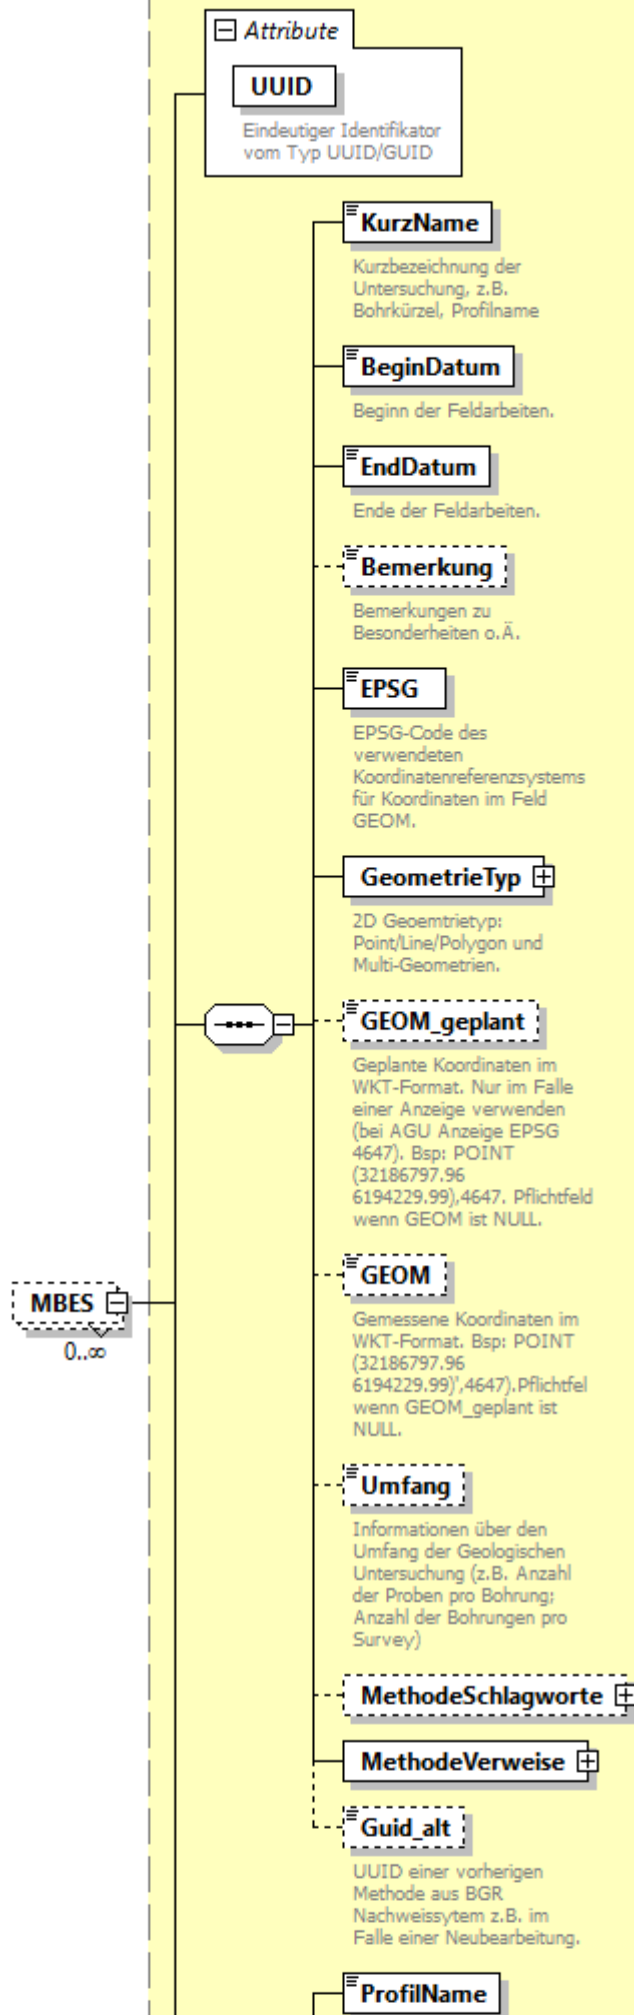 Attribute
UUID
Eindeutiger Identifikator
vom Typ UUID/GUID
KurzName
Kurzbezeichnung der
Untersuchung, z.B.
Bohrkürzel, Profilname
BeginDatum
Beginn der Feldarbeiten.
EndDatum
Ende der Feldarbeiten.
Bemerkung
Bemerkungen zu
Besonderheiten o.Ä.
EPSG
EPSG-Code des
verwendeten
Koordinatenreferenzsystems
für Koordinaten im Feld
GEOM.
GeometrieTyp
2D Geoemtrietyp:
Point/Line/Polygon und
Multi-Geometrien.
GEOM_geplant
Geplante Koordinaten im
WKT-Format. Nur im Falle
einer Anzeige verwenden
(bei AGU Anzeige EPSG
4647). Bsp: POINT
(32186797.96
6194229.99),4647. Pflichtfeld
wenn GEOM ist NULL.
MBES
0..∞
GEOM
Gemessene Koordinaten im
WKT-Format. Bsp: POINT
(32186797.96
6194229.99)',4647).Pflichtfel
wenn GEOM_geplant ist
NULL.
Umfang
Informationen über den
Umfang der Geologischen
Untersuchung (z.B. Anzahl
der Proben pro Bohrung;
Anzahl der Bohrungen pro
Survey)
MethodeSchlagworte
MethodeVerweise
Guid_alt
UUID einer vorherigen
Methode aus BGR
Nachweissytem z.B. im
Falle einer Neubearbeitung.
ProfilName